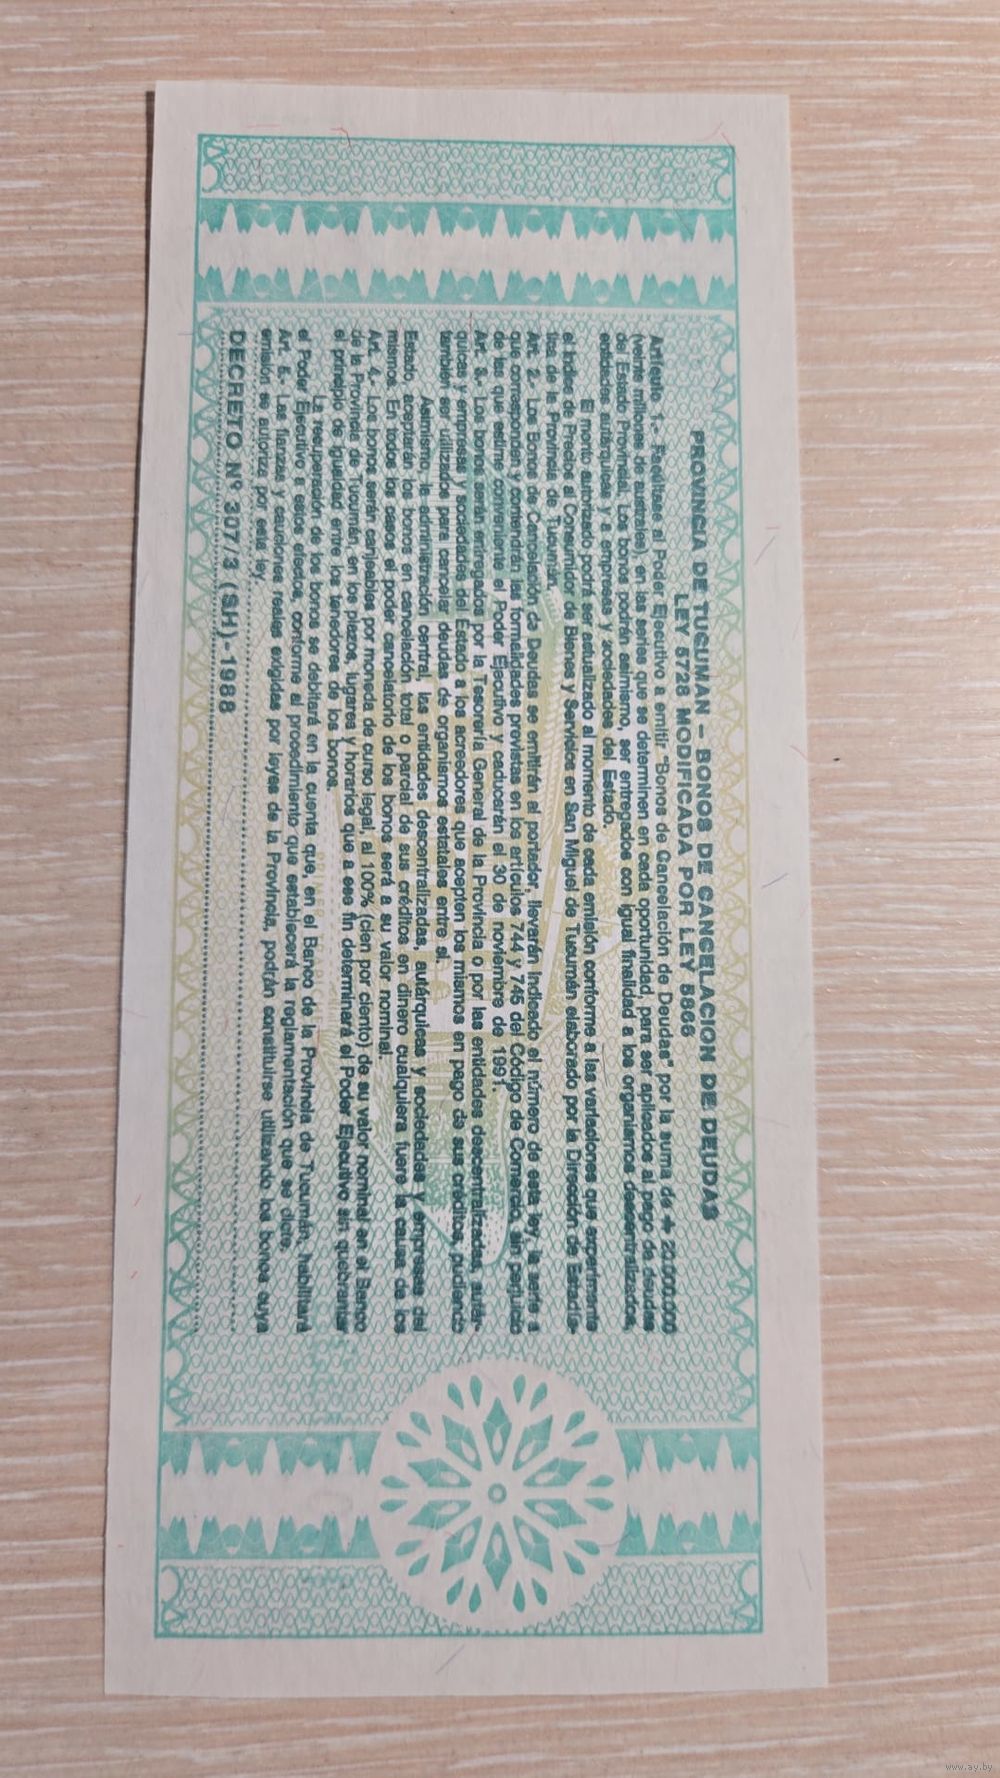 PROVINCIA DE TUCUMAN - BONOS DE CANCELACION DE DEUDAS
LEY 5728 MODIFICADA POR LEY 5866
Artículo 1.- Facúltase al Poder Ejecutivo a emitir "Bonos de Cancelación de Deudas" por la suma de ₳ 20.000.000
(veinte millones de australes), en las series que se determinen en cada oportunidad, para ser aplicados al pago de deudas
del Estado Provincial. Los bonos podrán asimismo, ser entregados con igual finalidad a los organismos descentralizados,
entidades autárquicas y a empresas y sociedades del Estado.
El monto autorizado podrá ser actualizado al momento de cada emisión conforme a las variaciones que experimente
el Indice de Precios al Consumidor de Bienes y Servicios en San Miguel de Tucumán elaborado por la Dirección de Estadís-
tica de la Provincia de Tucumán.
Art. 2.- Los Bonos de Cancelación de Deudas se emitirán al portador, llevarán indicado el número de esta ley, la serie a
que corresponden y contendrán las formalidades previstas en los artículos 744 y 745 del Código de Comercio, sin perjuicio
de las que estime conveniente el Poder Ejecutivo y caducarán el 30 de noviembre de 1991.
Art. 3.- Los bonos serán entregados por la Tesorería General de la Provincia o por las entidades descentralizadas, autár-
quicas y empresas y sociedades del Estado a los acreedores que acepten los mismos en pago de sus créditos, pudiendo
también ser utilizados para cancelar deudas de organismos estatales entre sí.
Asimismo, la administración central, las entidades descentralizadas, autárquicas y sociedades y empresas del
Estado, aceptarán los bonos en cancelación total o parcial de sus créditos en dinero cualquiera fuere la causa de los
mismos. En todos los casos el poder cancelatorio de los bonos será a su valor nominal.
Art. 4.- Los bonos serán canjeables por moneda de curso legal, al 100% (cien por ciento) de su valor nominal en el Banco
de la Provincia de Tucumán, en los plazos, lugares y horarios que a ese fin determinará el Poder Ejecutivo sin quebrantar
el principio de igualdad entre los tenedores de los bonos.
La recuperación de los bonos se debitará en la cuenta que, en el Banco de la Provincia de Tucumán, habilitará
el Poder Ejecutivo a estos efectos, conforme al procedimiento que establecerá la reglamentación que se dicte.
Art. 5.- Las fianzas y cauciones reales exigidas por leyes de la Provincia, podrán constituirse utilizando los bonos cuya
emisión se autoriza por esta ley.
DECRETO Nº 307/3 (SH)-1988
www.ay.by